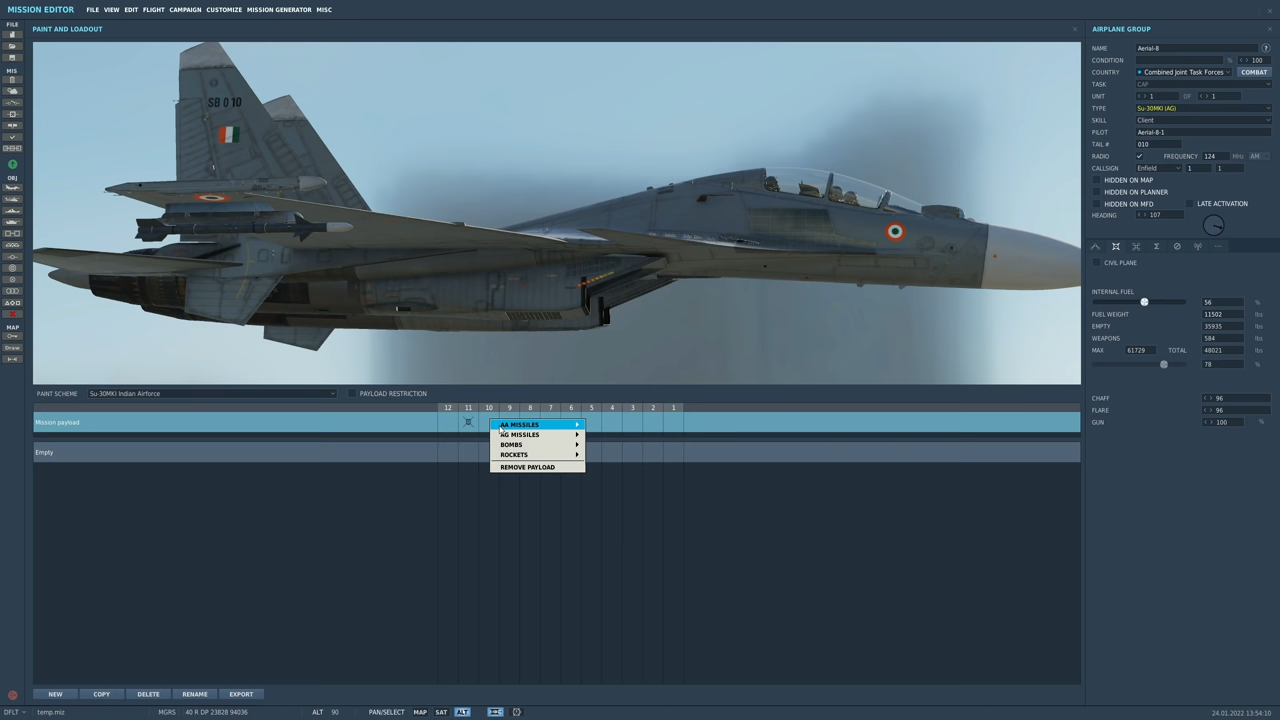 MISSION EDITOR FILE VIEW EDIT FLIGHT CAMPAIGN CUSTOMIZE MISSION GENERATOR MISC
FILE
MIS
OBJ
MAP
Draw
PAINT AND LOADOUT
SB 010
PAINT SCHEME Su-30MKI Indian Airforce PAYLOAD RESTRICTION
12 11 10 9 8 7 6 5 4 3 2 1
Mission payload
Empty
AA MISSILES
AG MISSILES
BOMBS
ROCKETS
REMOVE PAYLOAD
NEW COPY DELETE RENAME EXPORT
AIRPLANE GROUP
NAME Aerial-8 ?
CONDITION % < > 100
COUNTRY Combined Joint Task Forces COMBAT
TASK CAP
UNIT < > 1 OF < > 1
TYPE Su-30MKI (AG)
SKILL Client
PILOT Aerial-8-1
TAIL # 010
RADIO FREQUENCY 124 MHz AM
CALLSIGN Enfield 1 1
HIDDEN ON MAP
HIDDEN ON PLANNER
HIDDEN ON MFD LATE ACTIVATION
HEADING < > 107
CIVIL PLANE
INTERNAL FUEL
56 %
FUEL WEIGHT 11502 lbs
EMPTY 35935 lbs
WEAPONS 584 lbs
MAX 61729 TOTAL 48021 lbs
78 %
CHAFF < > 96
FLARE < > 96
GUN < > 100 %
DFLT temp.miz MGRS 40 R DP 23828 94036 ALT 90 PAN/SELECT MAP SAT ALT 24.01.2022 13:54:10